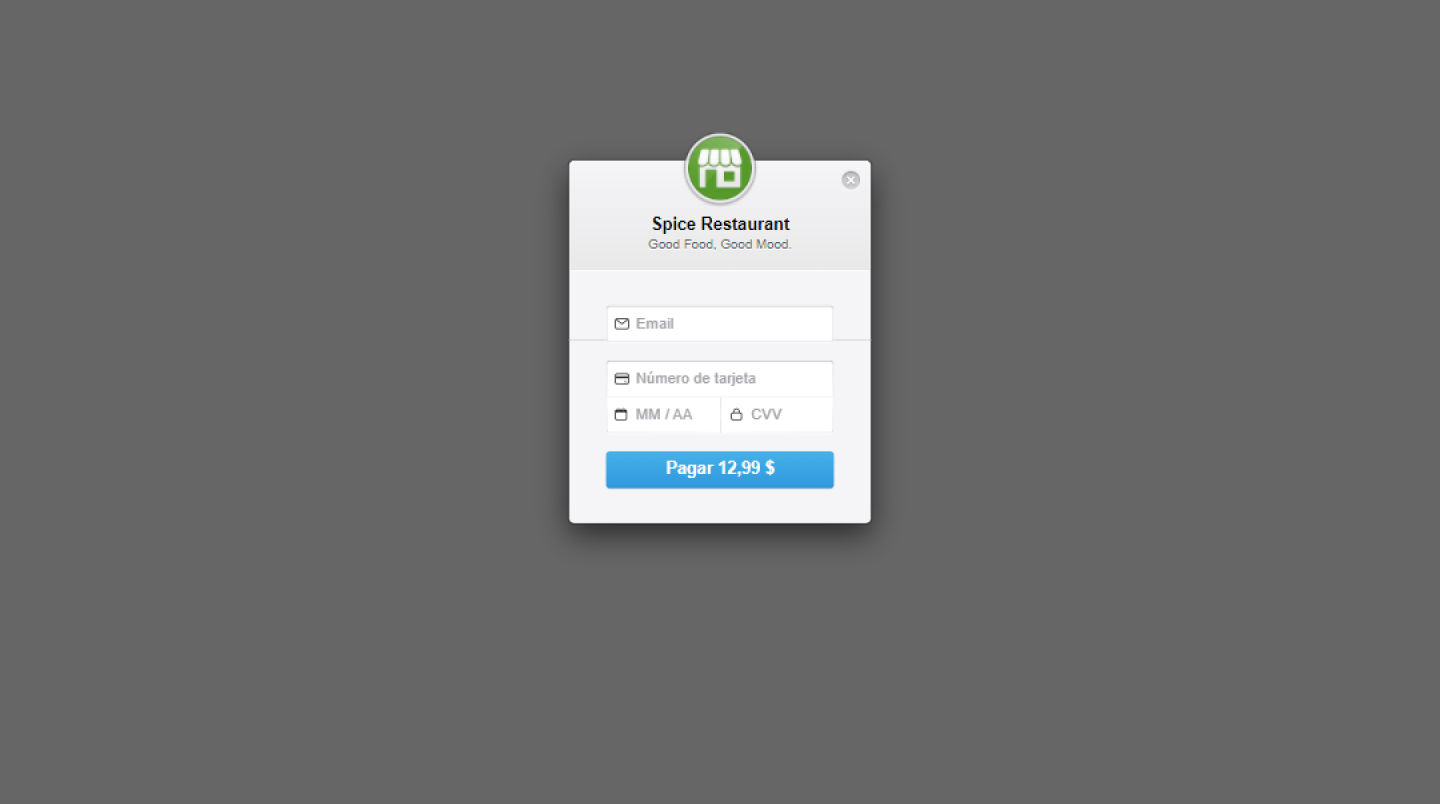 Spice Restaurant
Good Food, Good Mood.
Email
Número de tarjeta
MM / AA
CVV
Pagar 12,99 $